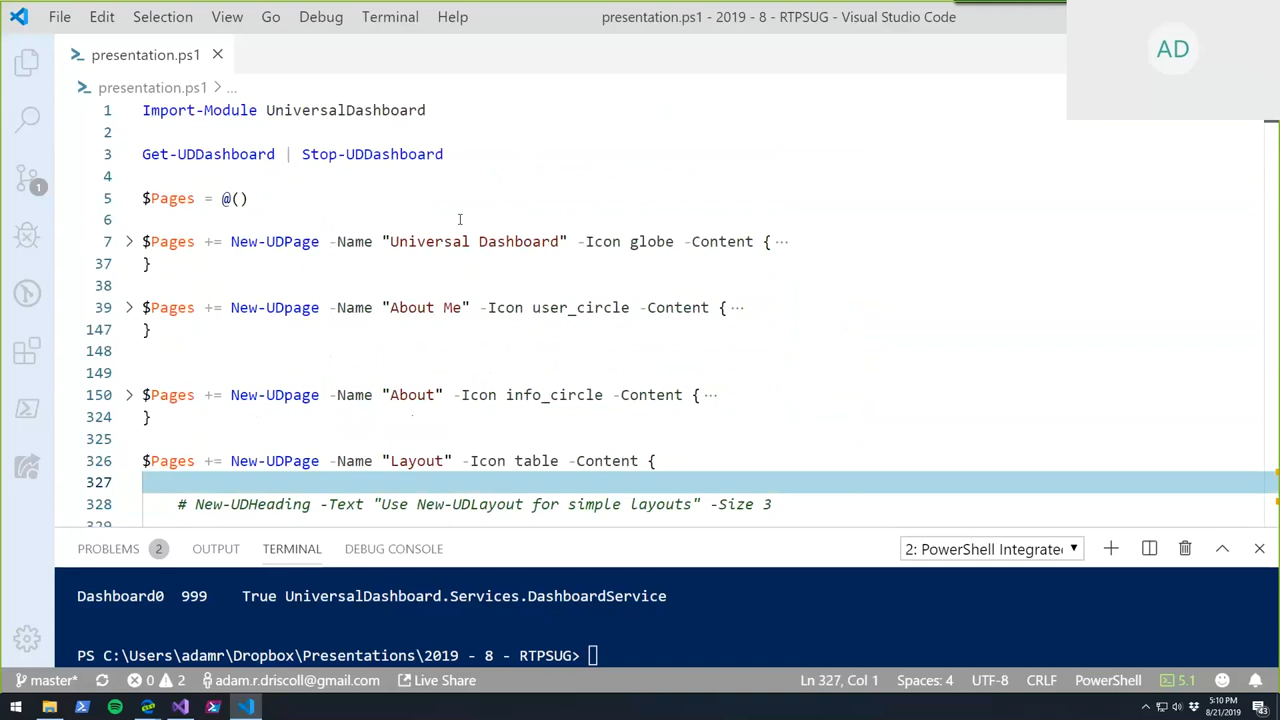 File Edit Selection View Go Debug Terminal Help presentation.ps1 - 2019 - 8 - RTPSUG - Visual Studio Code
AD
presentation.ps1
presentation.ps1 > ...
1 Import-Module UniversalDashboard
2
3 Get-UDDashboard | Stop-UDDashboard
4
5 $Pages = @()
6
7 $Pages += New-UDPage -Name "Universal Dashboard" -Icon globe -Content { ...
37 }
38
39 $Pages += New-UDpage -Name "About Me" -Icon user_circle -Content { ...
147 }
148
149
150 $Pages += New-UDpage -Name "About" -Icon info_circle -Content { ...
324 }
325
326 $Pages += New-UDPage -Name "Layout" -Icon table -Content {
327
328 # New-UDHeading -Text "Use New-UDLayout for simple layouts" -Size 3
329
1
PROBLEMS 2 OUTPUT TERMINAL DEBUG CONSOLE 2: PowerShell Integrate
Dashboard0 999 True UniversalDashboard.Services.DashboardService
PS C:\Users\adamr\Dropbox\Presentations\2019 - 8 - RTPSUG>
master* 0 2 adam.r.driscoll@gmail.com Live Share Ln 327, Col 1 Spaces: 4 UTF-8 CRLF PowerShell 5.1
5:10 PM
8/21/2019
43